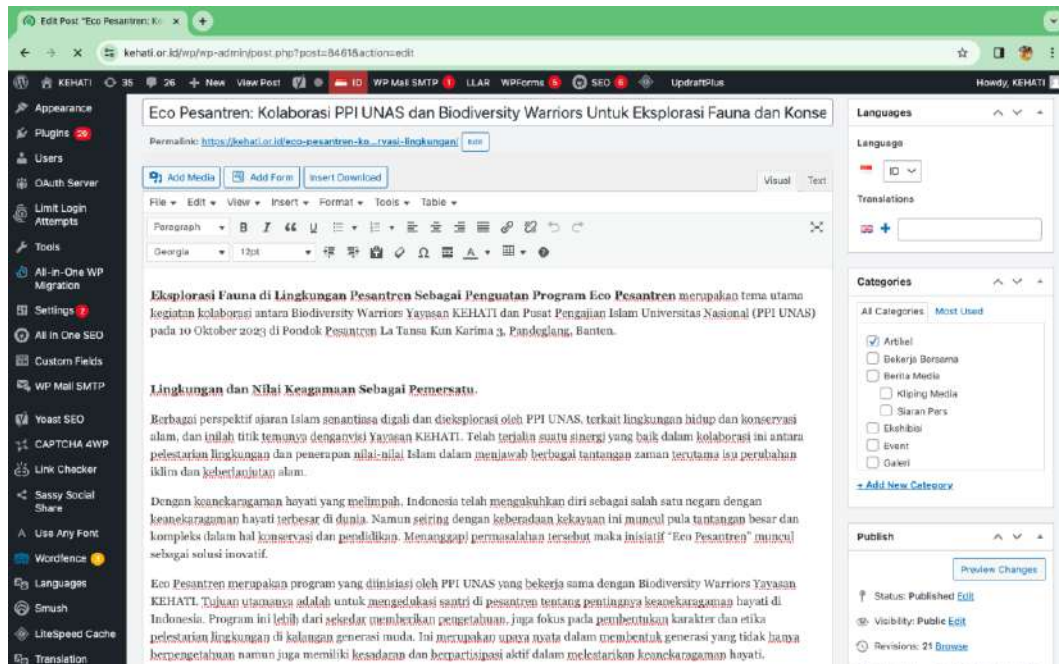 Edit Post "Eco Pesantren: Ko
kehati.or.id/wp/wp-admin/post.php?post=8461&action=edit
KEHATI 35 26 + New View Post ID WP Mail SMTP 1 LLAR WPForms 5 SEO 6 UpdraftPlus Howdy, KEHATI
Appearance
Plugins 20
Users
OAuth Server
Limit Login
Attempts
Tools
All-in-One WP
Migration
Settings 2
All in One SEO
Custom Fields
WP Mail SMTP
Yoast SEO
CAPTCHA 4WP
Link Checker
Sassy Social
Share
Use Any Font
Wordfence
Languages
Smush
LiteSpeed Cache
Translation
Eco Pesantren: Kolaborasi PPI UNAS dan Biodiversity Warriors Untuk Eksplorasi Fauna dan Konse
Permalink: https://kehati.or.id/eco-pesantren-ko...rvasi-lingkungan/ Edit
Add Media Add Form Insert Download Visual Text
File Edit View Insert Format Tools Table
Paragraph B I U
Georgia 12pt
Eksplorasi Fauna di Lingkungan Pesantren Sebagai Penguatan Program Eco Pesantren merupakan tema utama
kegiatan kolaborasi antara Biodiversity Warriors Yayasan KEHATI dan Pusat Pengajian Islam Universitas Nasional (PPI UNAS)
pada 10 Oktober 2023 di Pondok Pesantren La Tansa Kun Karima 3, Pandeglang, Banten.
Lingkungan dan Nilai Keagamaan Sebagai Pemersatu.
Berbagai perspektif ajaran Islam senantiasa digali dan dieksplorasi oleh PPI UNAS, terkait lingkungan hidup dan konservasi
alam, dan inilah titik temunya denganvisi Yayasan KEHATI. Telah terjalin suatu sinergi yang baik dalam kolaborasi ini antara
pelestarian lingkungan dan penerapan nilai-nilai Islam dalam menjawab berbagai tantangan zaman terutama isu perubahan
iklim dan keberlanjutan alam.
Dengan keanekaragaman hayati yang melimpah, Indonesia telah mengukuhkan diri sebagai salah satu negara dengan
keanekaragaman hayati terbesar di dunia. Namun seiring dengan keberadaan kekayaan ini muncul pula tantangan besar dan
kompleks dalam hal konservasi dan pendidikan. Menanggapi permasalahan tersebut maka inisiatif "Eco Pesantren" muncul
sebagai solusi inovatif.
Eco Pesantren merupakan program yang diinisiasi oleh PPI UNAS yang bekerja sama dengan Biodiversity Warriors Yayasan
KEHATI. Tujuan utamanya adalah untuk mengedukasi santri di pesantren tentang pentingnya keanekaragaman hayati di
Indonesia. Program ini lebih dari sekedar memberikan pengetahuan, juga fokus pada pembentukan karakter dan etika
pelestarian lingkungan di kalangan generasi muda. Ini merupakan upaya nyata dalam membentuk generasi yang tidak hanya
berpengetahuan namun juga memiliki kesadaran dan berpartisipasi aktif dalam melestarikan keanekaragaman hayati.
Languages
Language
ID
Translations
Categories
All Categories Most Used
Artikel
Bekerja Bersama
Berita Media
Kliping Media
Siaran Pers
Ekshibisi
Event
Galeri
+ Add New Category
Publish
Preview Changes
Status: Published Edit
Visibility: Public Edit
Revisions: 21 Browse